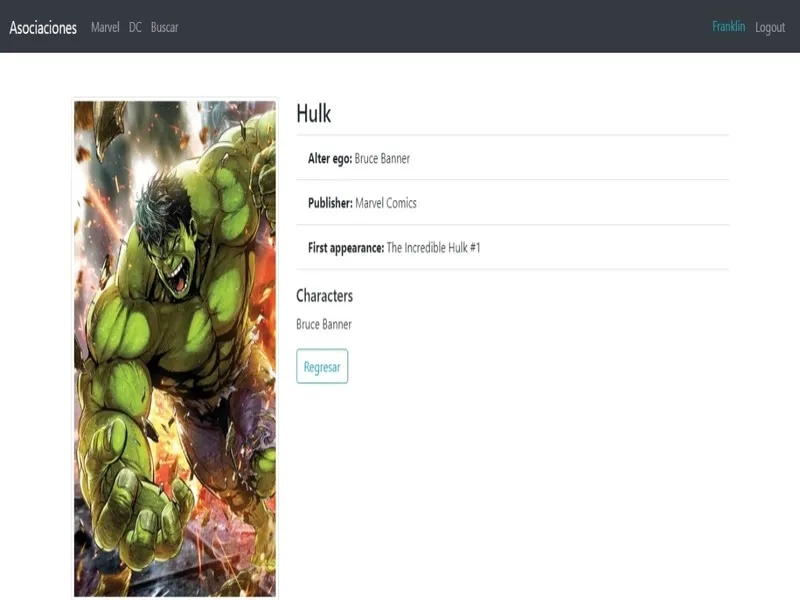 Asociaciones Marvel DC Buscar Franklin Logout
Hulk
Alter ego: Bruce Banner
Publisher: Marvel Comics
First appearance: The Incredible Hulk #1
Characters
Bruce Banner
Regresar